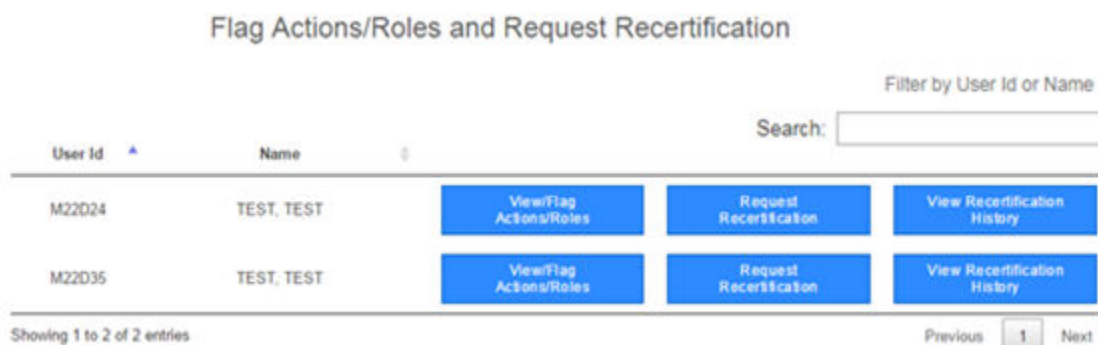 Flag Actions/Roles and Request Recertification
Filter by User Id or Name
Search:
User Id Name
M22D24 TEST, TEST View/Flag Actions/Roles Request Recertification View Recertification History
M22D35 TEST, TEST View/Flag Actions/Roles Request Recertification View Recertification History
Showing 1 to 2 of 2 entries Previous 1 Next